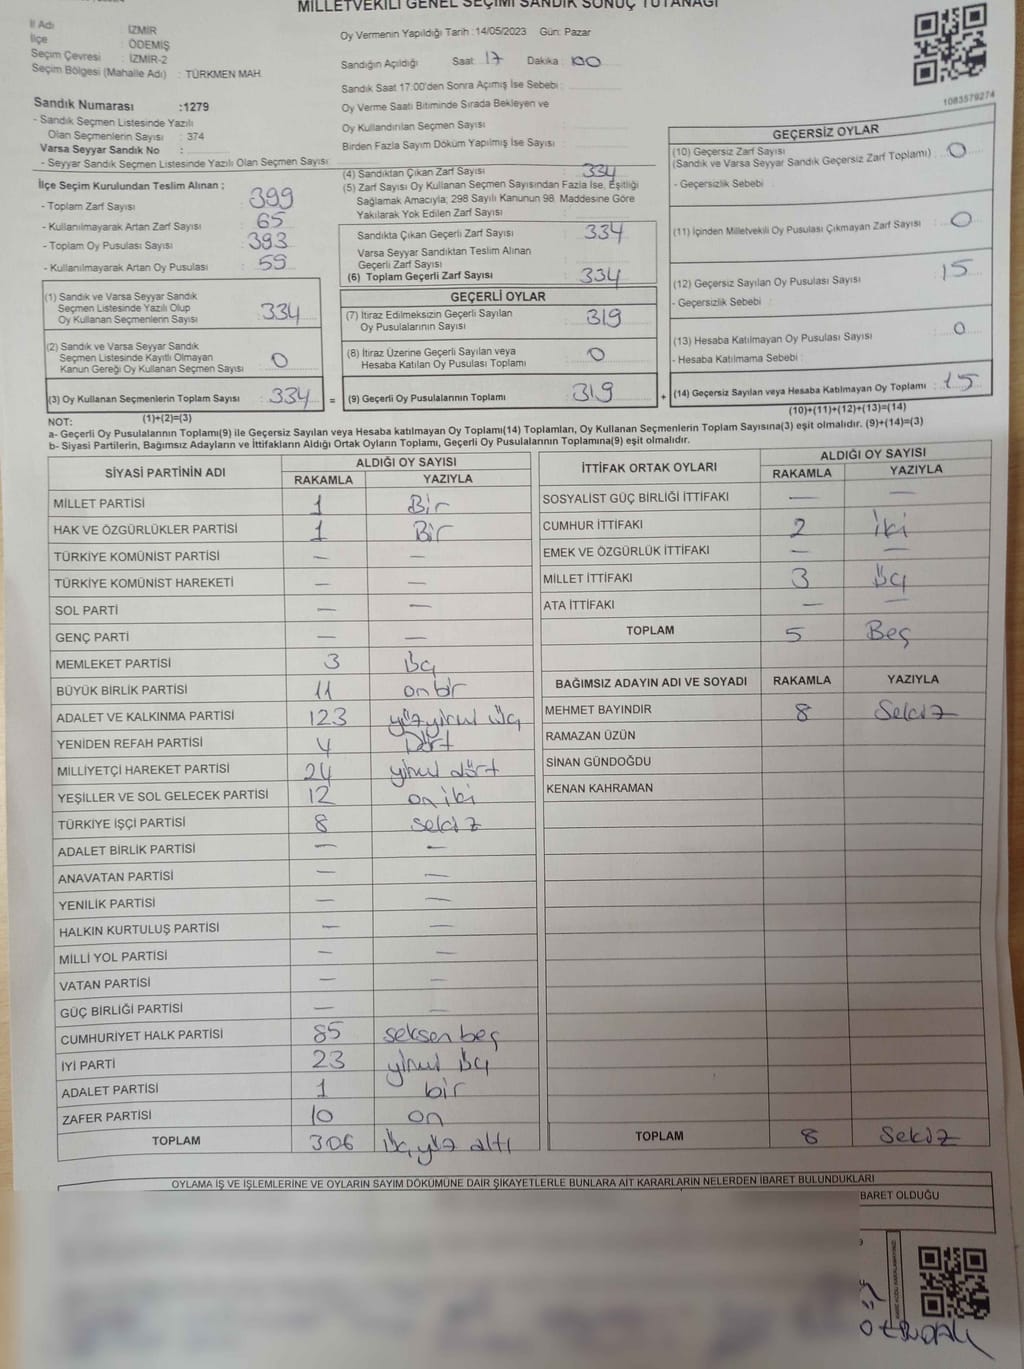 MİLLETVEKİLİ GENEL SEÇİMİ SANDIK SONUÇ TUTANAĞI
İl Adı İZMİR
İlçe ÖDEMİŞ
Seçim Çevresi : İZMİR-2
Seçim Bölgesi (Mahalle Adı) : TÜRKMEN MAH.
Oy Vermenin Yapıldığı Tarih : 14/05/2023 Gün: Pazar
Sandığın Açıldığı Saat : 17 Dakika : 00
Sandık Saat 17:00'den Sonra Açımış İse Sebebi :
Oy Verme Saati Bitiminde Sırada Bekleyen ve
Oy Kullandırılan Seçmen Sayısı :
Birden Fazla Sayım Döküm Yapılmış İse Sayısı :
1083579274
Sandık Numarası :1279
- Sandık Seçmen Listesinde Yazılı
Olan Seçmenlerin Sayısı : 374
Varsa Seyyar Sandık No :
- Seyyar Sandık Seçmen Listesinde Yazılı Olan Seçmen Sayısı :
İlçe Seçim Kurulundan Teslim Alınan ;
- Toplam Zarf Sayısı : 399
- Kullanılmayarak Artan Zarf Sayısı : 65
- Toplam Oy Pusulası Sayısı : 393
- Kullanılmayarak Artan Oy Pusulası : 59
(1) Sandık ve Varsa Seyyar Sandık
Seçmen Listesinde Yazılı Olup
Oy Kullanan Seçmenlerin Sayısı : 334
(2) Sandık ve Varsa Seyyar Sandık
Seçmen Listesinde Kayıtlı Olmayan
Kanun Gereği Oy Kullanan Seçmen Sayısı : 0
(3) Oy Kullanan Seçmenlerin Toplam Sayısı : 334 =
(1)+(2)=(3)
(4) Sandıktan Çıkan Zarf Sayısı : 334
(5) Zarf Sayısı Oy Kullanan Seçmen Sayısından Fazla İse, Eşitliği
Sağlamak Amacıyla; 298 Sayılı Kanunun 98. Maddesine Göre
Yakılarak Yok Edilen Zarf Sayısı :
Sandıkta Çıkan Geçerli Zarf Sayısı : 334
Varsa Seyyar Sandıktan Teslim Alınan
Geçerli Zarf Sayısı :
(6) Toplam Geçerli Zarf Sayısı : 334
GEÇERLİ OYLAR
(7) İtiraz Edilmeksizin Geçerli Sayılan
Oy Pusulalarının Sayısı : 319
(8) İtiraz Üzerine Geçerli Sayılan veya
Hesaba Katılan Oy Pusulası Toplamı : 0
(9) Geçerli Oy Pusulalarının Toplamı : 319 +
GEÇERSİZ OYLAR
(10) Geçersiz Zarf Sayısı
(Sandık ve Varsa Seyyar Sandık Geçersiz Zarf Toplamı) : 0
- Geçersizlik Sebebi :
(11) İçinden Milletvekili Oy Pusulası Çıkmayan Zarf Sayısı : 0
(12) Geçersiz Sayılan Oy Pusulası Sayısı : 15
- Geçersizlik Sebebi :
(13) Hesaba Katılmayan Oy Pusulası Sayısı : 0
- Hesaba Katılmama Sebebi :
(14) Geçersiz Sayılan veya Hesaba Katılmayan Oy Toplamı : 15
(10)+(11)+(12)+(13)=(14)
NOT:
a- Geçerli Oy Pusulalarının Toplamı(9) ile Geçersiz Sayılan veya Hesaba katılmayan Oy Toplamı(14) Toplamları, Oy Kullanan Seçmenlerin Toplam Sayısına(3) eşit olmalıdır. (9)+(14)=(3)
b- Siyasi Partilerin, Bağımsız Adayların ve İttifakların Aldığı Ortak Oyların Toplamı, Geçerli Oy Pusulalarının Toplamına(9) eşit olmalıdır.
SİYASİ PARTİNİN ADI ALDIĞI OY SAYISI
RAKAMLA YAZIYLA
MİLLET PARTİSİ 1 Bir
HAK VE ÖZGÜRLÜKLER PARTİSİ 1 Bir
TÜRKİYE KOMÜNİST PARTİSİ — —
TÜRKİYE KOMÜNİST HAREKETİ — —
SOL PARTİ — —
GENÇ PARTİ — —
MEMLEKET PARTİSİ 3 Üç
BÜYÜK BİRLİK PARTİSİ 11 onbir
ADALET VE KALKINMA PARTİSİ 123 yüzyirmi üç
YENİDEN REFAH PARTİSİ 4 Dört
MİLLİYETÇİ HAREKET PARTİSİ 24 yirmi dört
YEŞİLLER VE SOL GELECEK PARTİSİ 12 on iki
TÜRKİYE İŞÇİ PARTİSİ 8 sekiz
ADALET BİRLİK PARTİSİ — —
ANAVATAN PARTİSİ — —
YENİLİK PARTİSİ — —
HALKIN KURTULUŞ PARTİSİ — —
MİLLİ YOL PARTİSİ — —
VATAN PARTİSİ — —
GÜÇ BİRLİĞİ PARTİSİ — —
CUMHURİYET HALK PARTİSİ 85 seksen beş
İYİ PARTİ 23 yirmi üç
ADALET PARTİSİ 1 bir
ZAFER PARTİSİ 10 on
TOPLAM 306 üçyüz altı
İTTİFAK ORTAK OYLARI ALDIĞI OY SAYISI
RAKAMLA YAZIYLA
SOSYALİST GÜÇ BİRLİĞİ İTTİFAKI — —
CUMHUR İTTİFAKI 2 iki
EMEK VE ÖZGÜRLÜK İTTİFAKI — —
MİLLET İTTİFAKI 3 Üç
ATA İTTİFAKI — —
TOPLAM 5 Beş
BAĞIMSIZ ADAYIN ADI VE SOYADI RAKAMLA YAZIYLA
MEHMET BAYINDIR 8 Sekiz
RAMAZAN ÜZÜN
SİNAN GÜNDOĞDU
KENAN KAHRAMAN
TOPLAM 8 Sekiz
OYLAMA İŞ VE İŞLEMLERİNE VE OYLARIN SAYIM DÖKÜMÜNE DAİR ŞİKAYETLERLE BUNLARA AİT KARARLARIN NELERDEN İBARET BULUNDUKLARI
BARET OLDUĞU